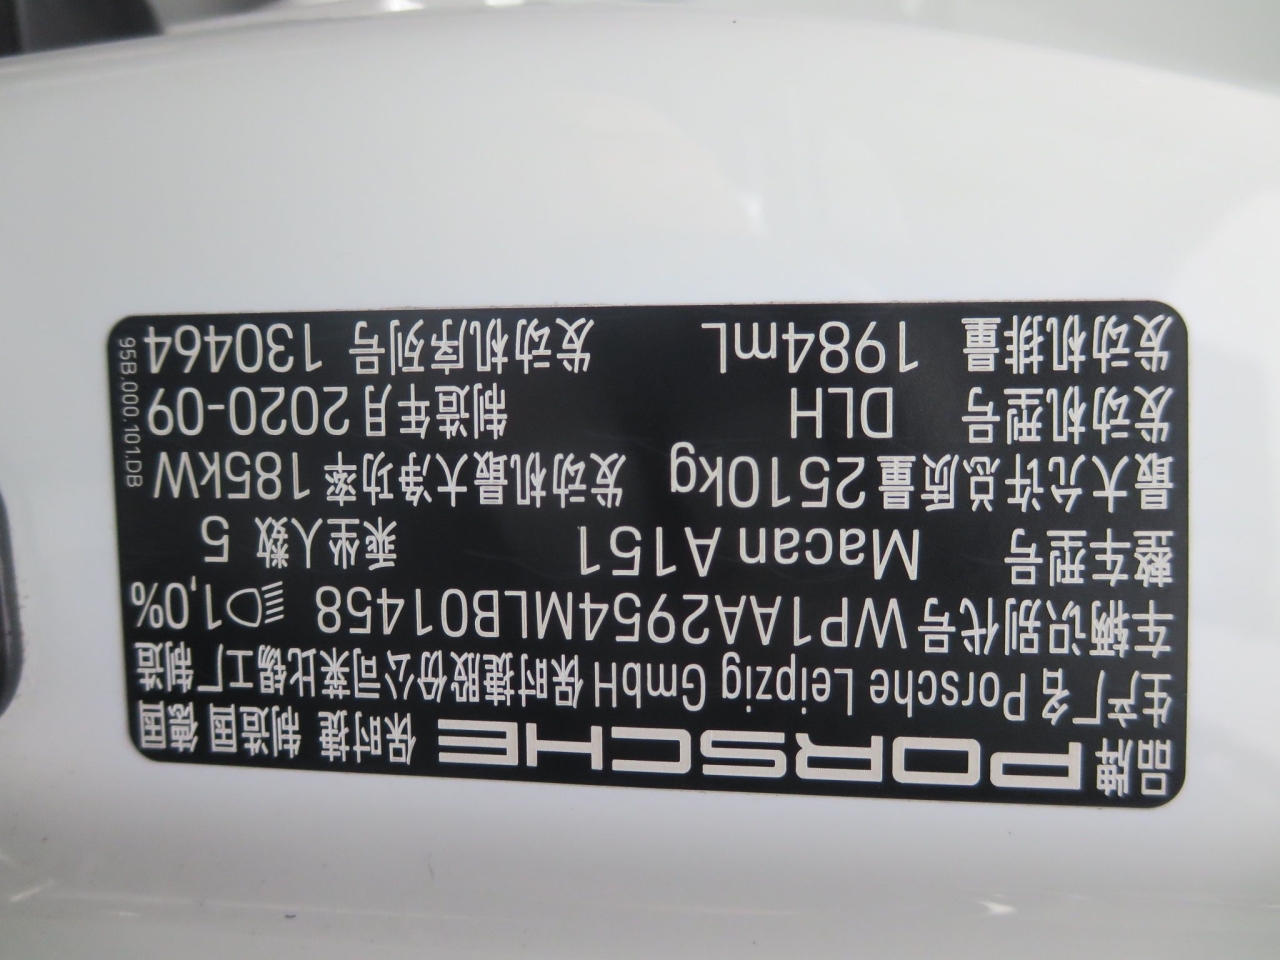 品牌 PORSCHE 保时捷 制造国 德国
生产厂名 Porsche Leipzig GmbH 保时捷股份公司莱比锡工厂 制造
车辆识别代号 WP1AA2954MLB01458 1,0%
整车型号 Macan A151 乘坐人数 5
最大允许总质量 2510kg 发动机最大净功率 185kW
发动机型号 DLH 制造年月 2020-09
发动机排量 1984mL 发动机序列号 130464
95B.000.101.DB